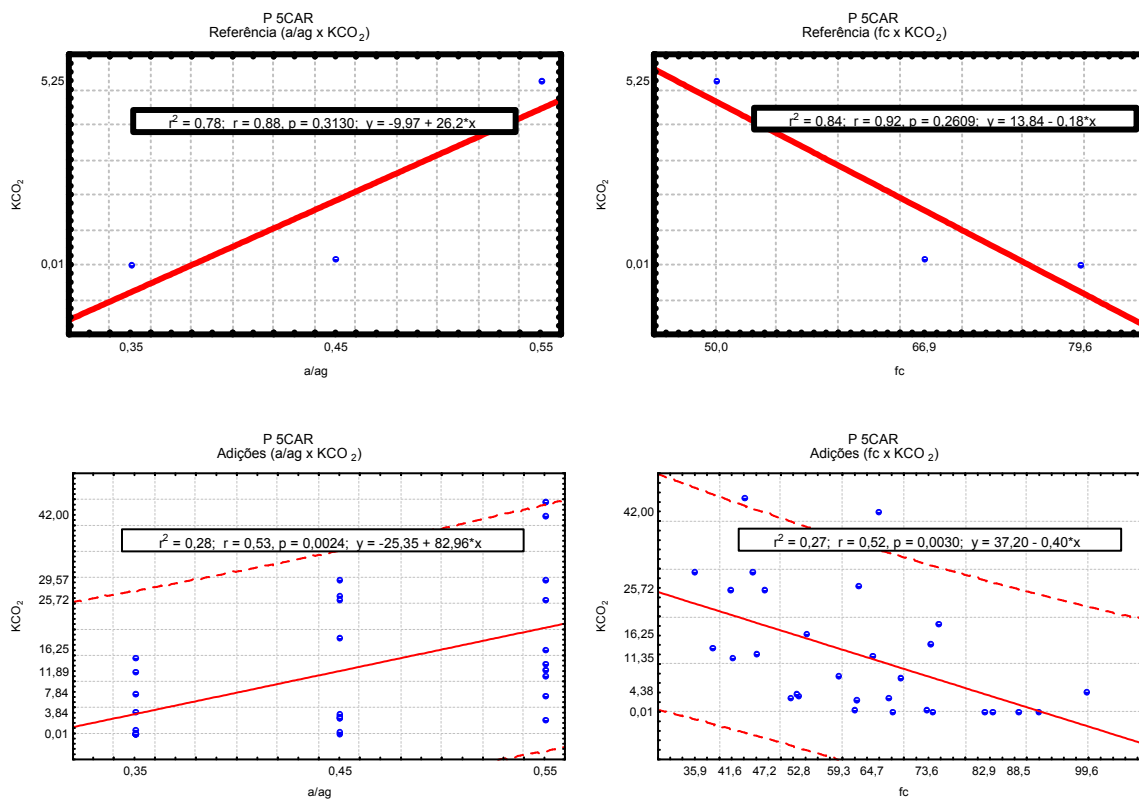 P 5CAR
Referência (a/ag x KCO₂)
r² = 0,78; r = 0,88, p = 0,3130; y = -9,97 + 26,2*x
5,25
0,01
KCO₂
0,35 0,45 0,55
a/ag
P 5CAR
Referência (fc x KCO₂)
r² = 0,84; r = 0,92, p = 0,2609; y = 13,84 - 0,18*x
5,25
0,01
KCO₂
50,0 66,9 79,6
fc
P 5CAR
Adições (a/ag x KCO₂)
r² = 0,28; r = 0,53, p = 0,0024; y = -25,35 + 82,96*x
42,00
29,57
25,72
16,25
11,89
7,84
3,84
0,01
KCO₂
0,35 0,45 0,55
a/ag
P 5CAR
Adições (fc x KCO₂)
r² = 0,27; r = 0,52, p = 0,0030; y = 37,20 - 0,40*x
42,00
25,72
16,25
11,35
4,38
0,01
KCO₂
35,9 41,6 47,2 52,8 59,3 64,7 73,6 82,9 88,5 99,6
fc